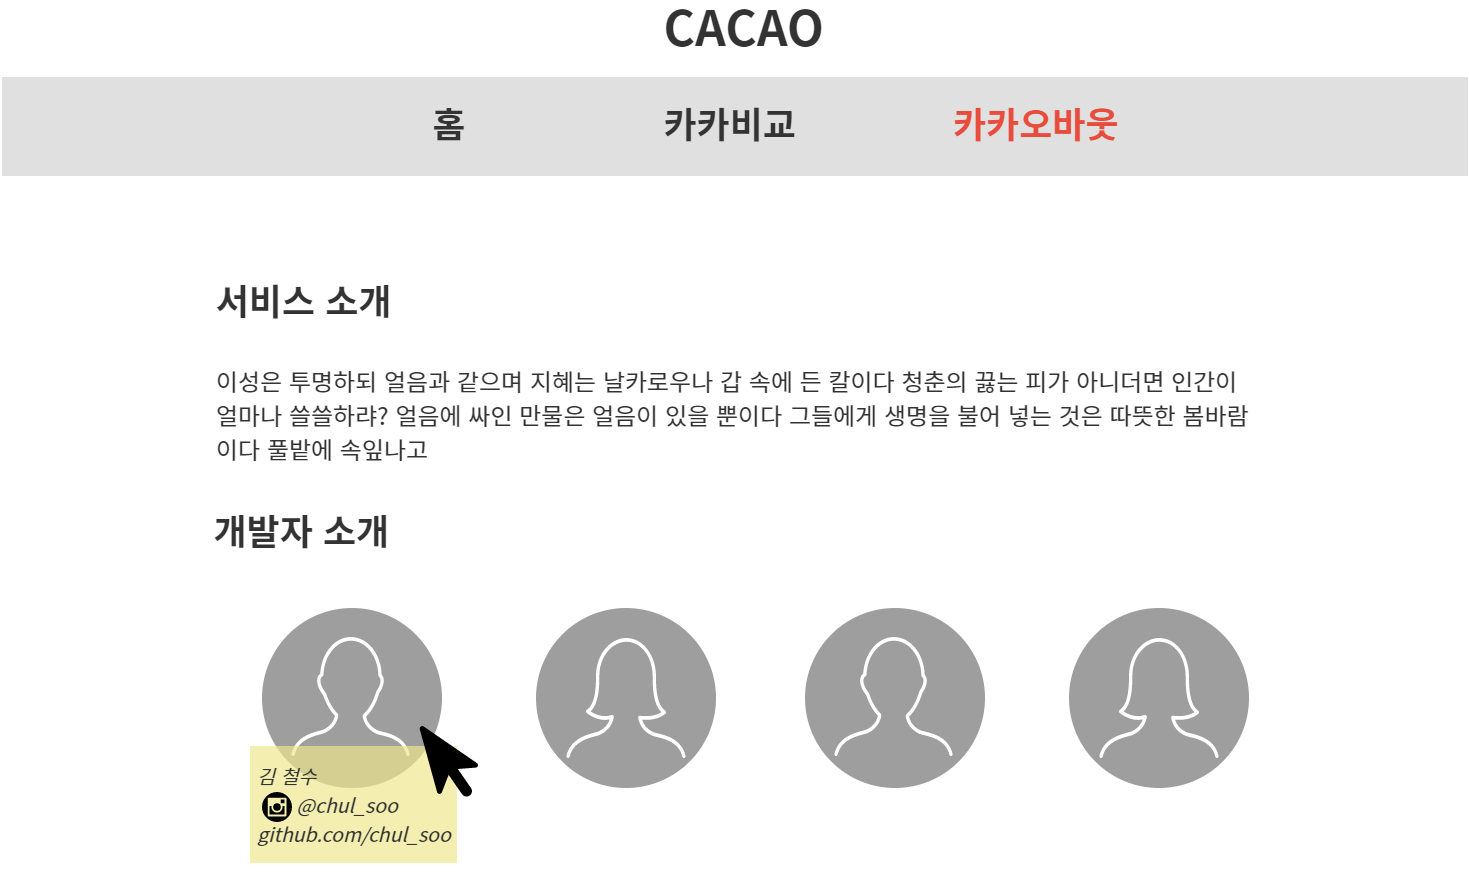 CACAO
홈 카카비교 카카오바웃
서비스 소개
이성은 투명하되 얼음과 같으며 지혜는 날카로우나 갑 속에 든 칼이다 청춘의 끓는 피가 아니더면 인간이
얼마나 쓸쓸하랴? 얼음에 싸인 만물은 얼음이 있을 뿐이다 그들에게 생명을 불어 넣는 것은 따뜻한 봄바람
이다 풀밭에 속잎나고
개발자 소개
김 철수
@chul_soo
github.com/chul_soo